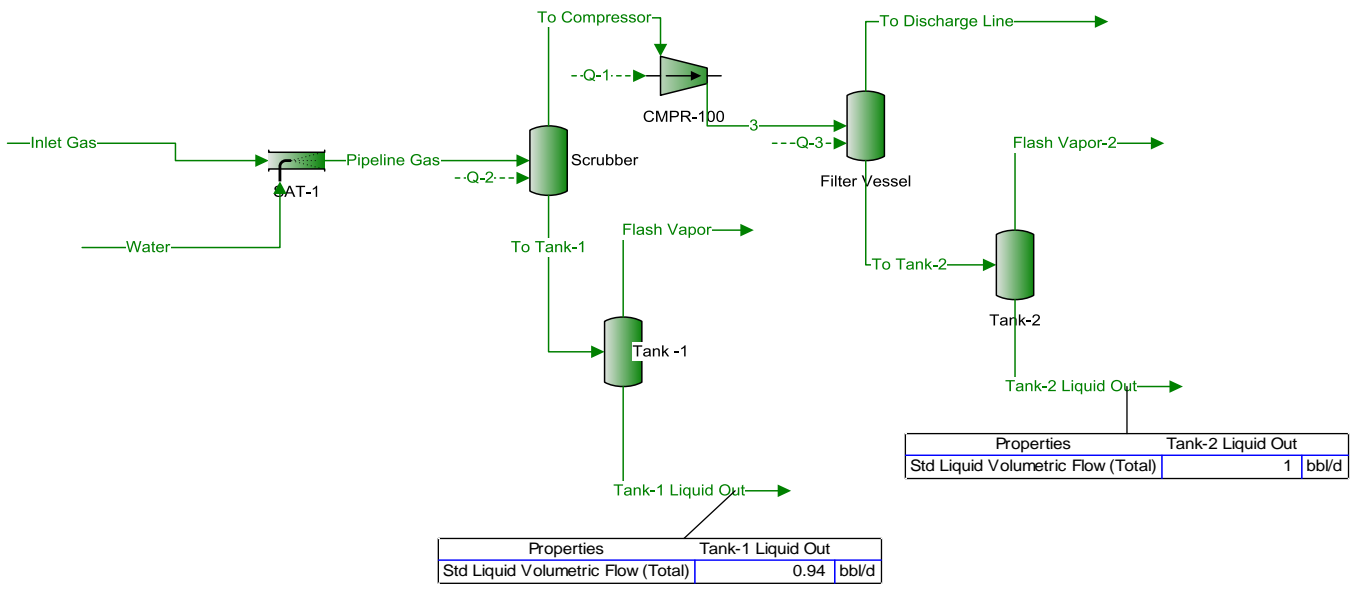 To Compressor
To Discharge Line
Q-1
CMPR-100
3
Inlet Gas
Pipeline Gas
Scrubber
Q-3
Flash Vapor-2
Q-2
SAT-1
Filter Vessel
Water
Flash Vapor
To Tank-1
To Tank-2
Tank-2
Tank -1
Tank-2 Liquid Out
Properties Tank-2 Liquid Out
Std Liquid Volumetric Flow (Total) 1 bbl/d
Tank-1 Liquid Out
Properties Tank-1 Liquid Out
Std Liquid Volumetric Flow (Total) 0.94 bbl/d